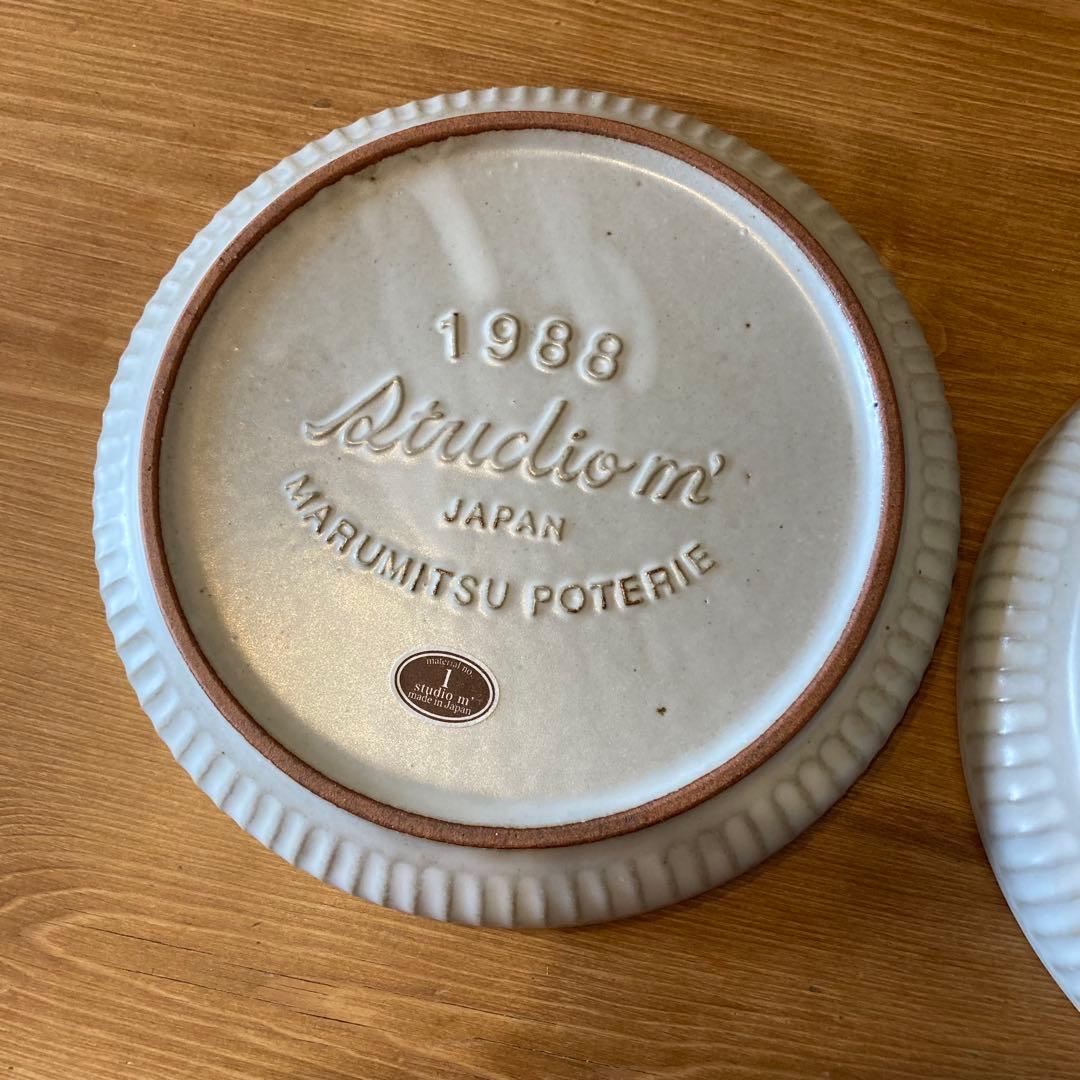 1988
Studio m'
JAPAN
MARUMITSU POTERIE
material no.
1
studio m'
made in Japan